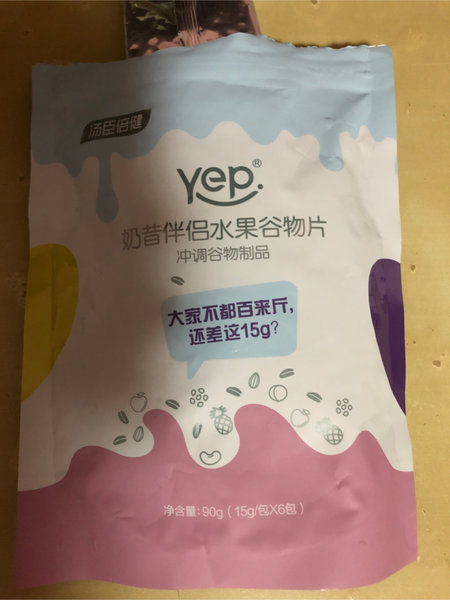 汤臣倍健
Yep.®
奶昔伴侣水果谷物片
冲调谷物制品
大家不都百来斤,
还差这15g?
净含量:90g(15g/包X6包)